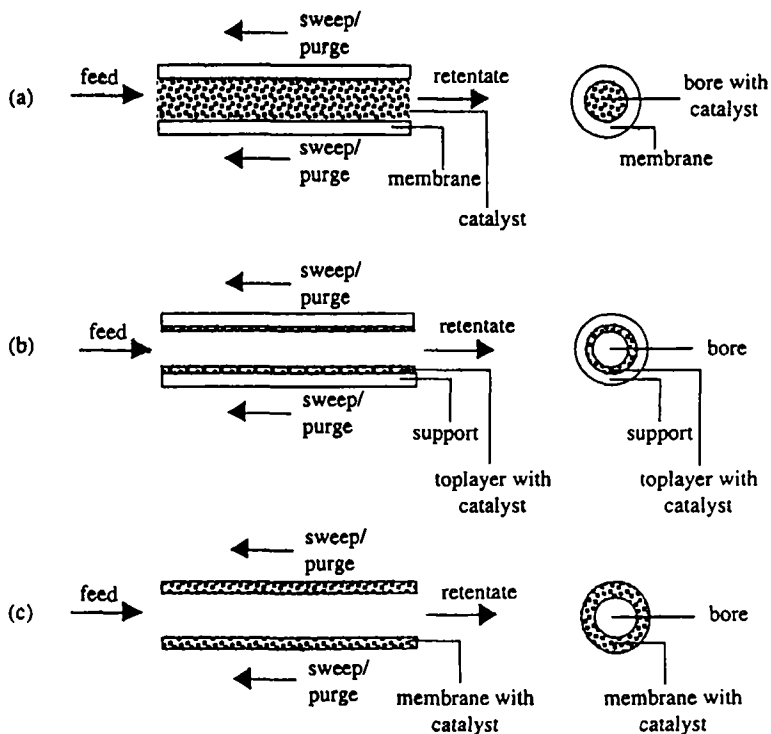 sweep/
purge
feed
retentate
(a)
bore with
catalyst
sweep/
purge
membrane
membrane
catalyst
sweep/
purge
feed
retentate
(b)
bore
sweep/
purge
support
support
toplayer with
catalyst
toplayer with
catalyst
sweep/
purge
feed
retentate
(c)
bore
sweep/
purge
membrane with
catalyst
membrane with
catalyst